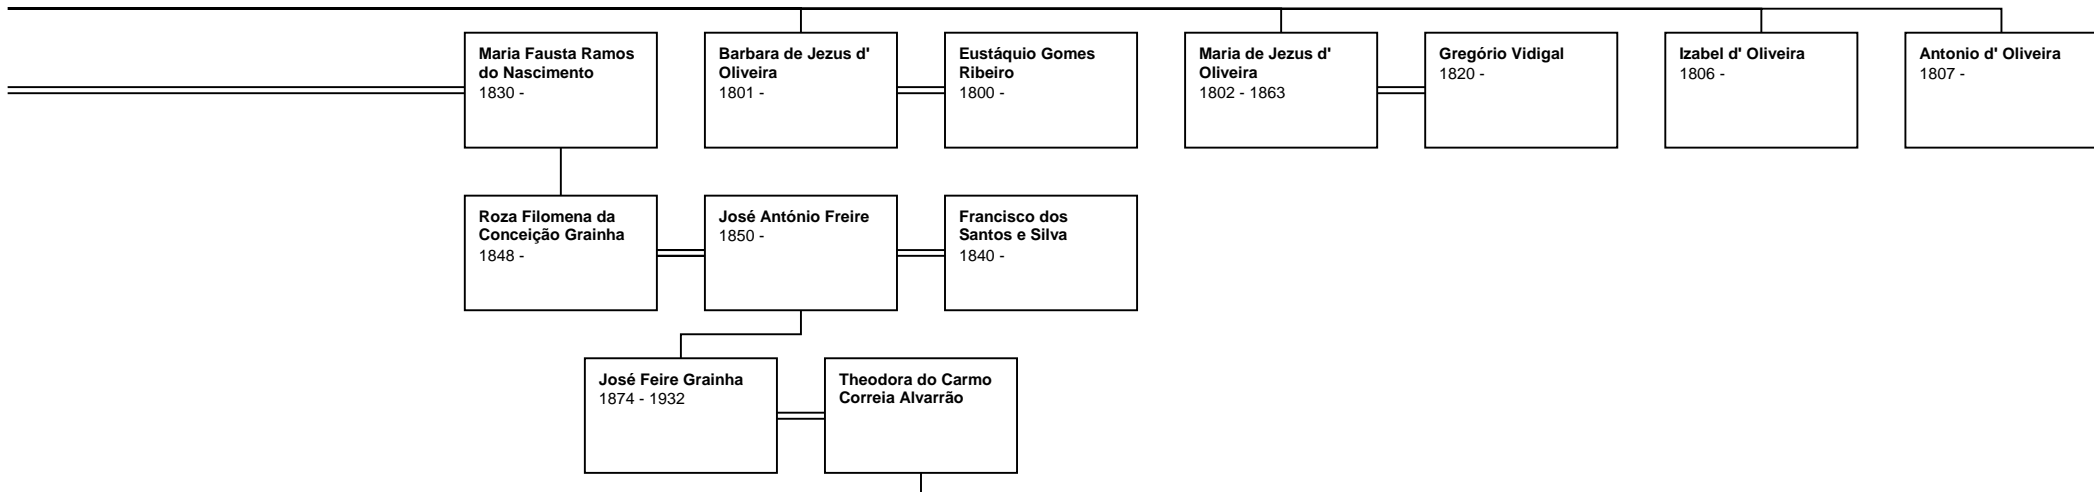 Maria Fausta Ramos
do Nascimento
1830 -
Barbara de Jezus d'
Oliveira
1801 -
Eustáquio Gomes
Ribeiro
1800 -
Maria de Jezus d'
Oliveira
1802 - 1863
Gregório Vidigal
1820 -
Izabel d' Oliveira
1806 -
Antonio d' Oliveira
1807 -
Roza Filomena da
Conceição Grainha
1848 -
José António Freire
1850 -
Francisco dos
Santos e Silva
1840 -
José Feire Grainha
1874 - 1932
Theodora do Carmo
Correia Alvarrão